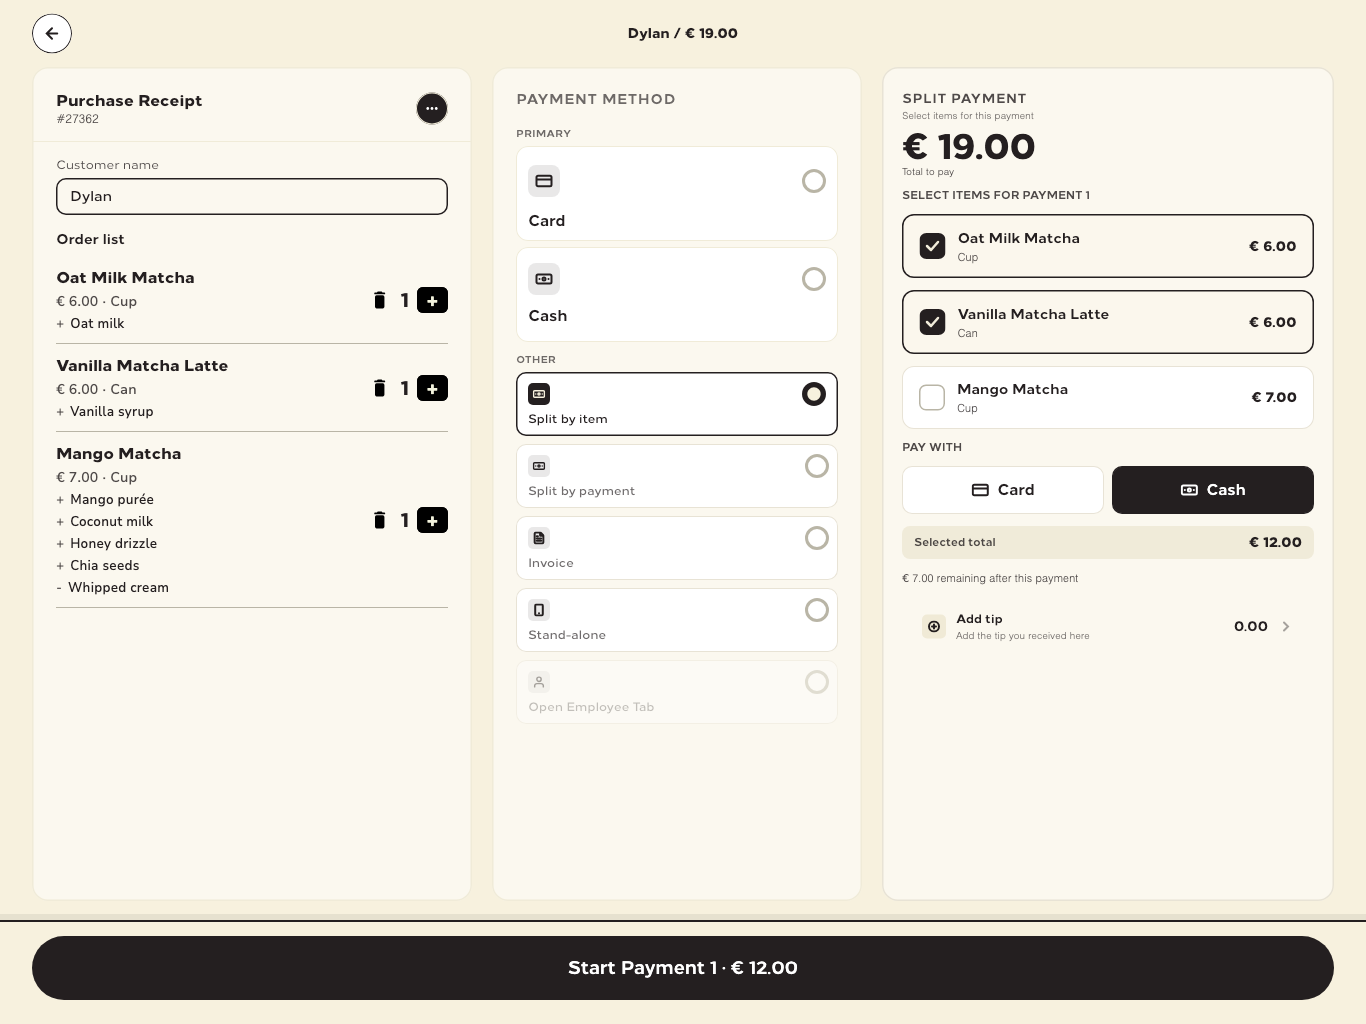 Dylan / € 19.00
Purchase Receipt
#27362
Customer name
Dylan
Order list
Oat Milk Matcha
€ 6.00 · Cup
+ Oat milk
1
+
Vanilla Matcha Latte
€ 6.00 · Can
+ Vanilla syrup
1
+
Mango Matcha
€ 7.00 · Cup
+ Mango purée
+ Coconut milk
+ Honey drizzle
+ Chia seeds
- Whipped cream
1
+
PAYMENT METHOD
PRIMARY
Card
Cash
OTHER
Split by item
Split by payment
Invoice
Stand-alone
Open Employee Tab
SPLIT PAYMENT
Select items for this payment
€ 19.00
Total to pay
SELECT ITEMS FOR PAYMENT 1
Oat Milk Matcha
Cup
€ 6.00
Vanilla Matcha Latte
Can
€ 6.00
Mango Matcha
Cup
€ 7.00
PAY WITH
Card
Cash
Selected total
€ 12.00
€ 7.00 remaining after this payment
Add tip
Add the tip you received here
0.00
Start Payment 1 · € 12.00